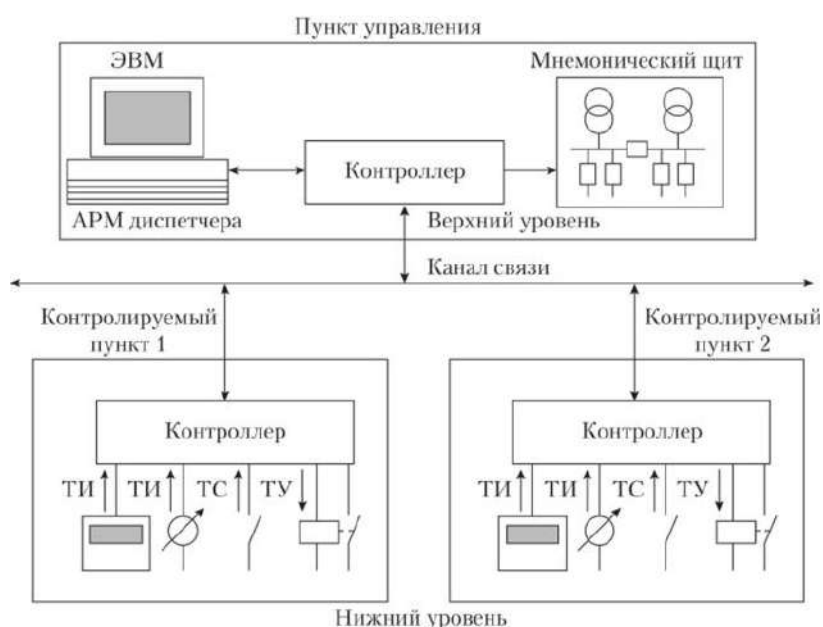 Пункт управления
ЭВМ
Мнемонический щит
Контроллер
АРМ диспетчера
Верхний уровень
Канал связи
Контролируемый
пункт 1
Контролируемый
пункт 2
Контроллер
ТИ ТИ ТС ТУ
Контроллер
ТИ ТИ ТС ТУ
Нижний уровень